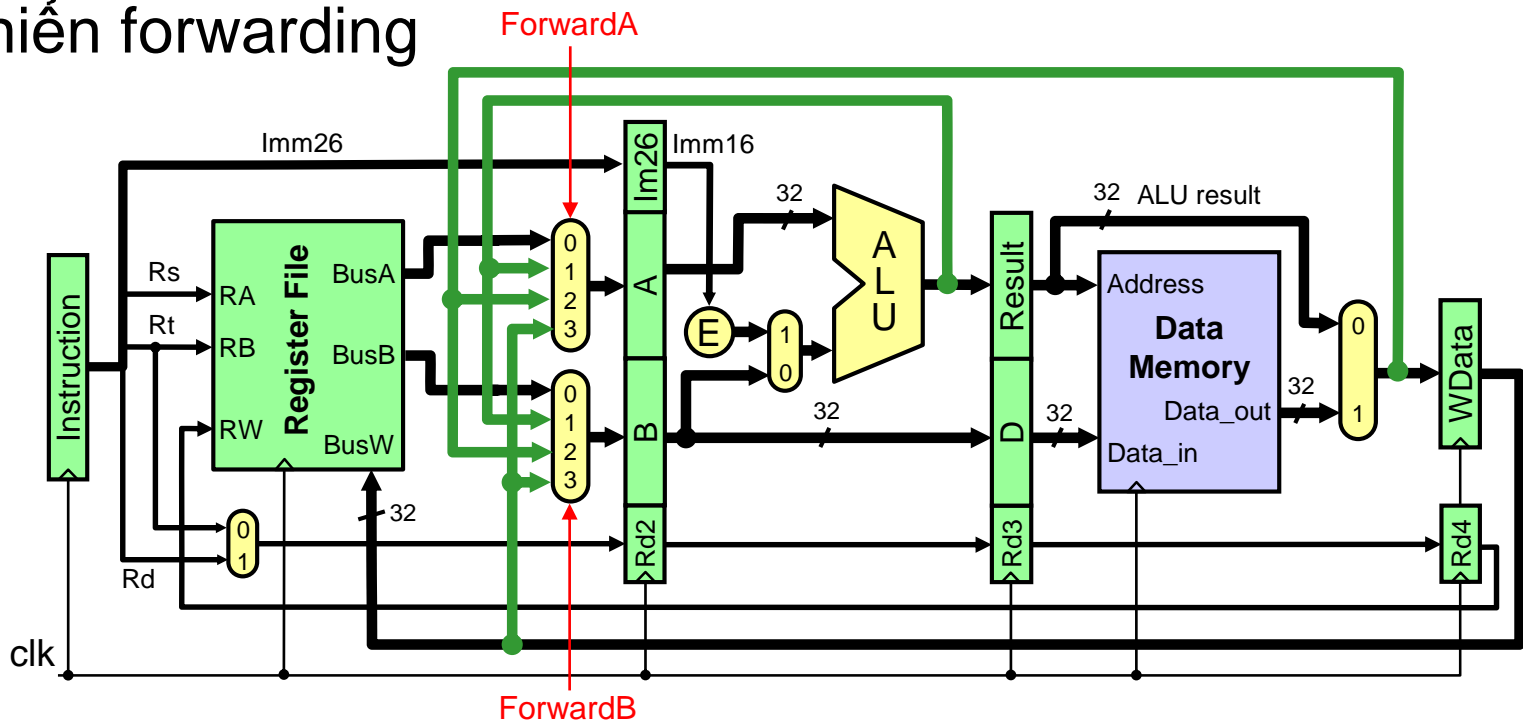 hiển forwarding
ForwardA
Imm26
Imm16
Im26
32
32
ALU result
Instruction
Rs
Rt
RA
RB
RW
Register File
BusA
BusB
BusW
0
1
2
3
A
E
1
0
A
L
U
Result
Address
Data
Memory
Data_out
Data_in
32
0
1
WData
0
1
2
3
B
32
D
32
32
0
1
Rd
Rd2
Rd3
Rd4
clk
ForwardB